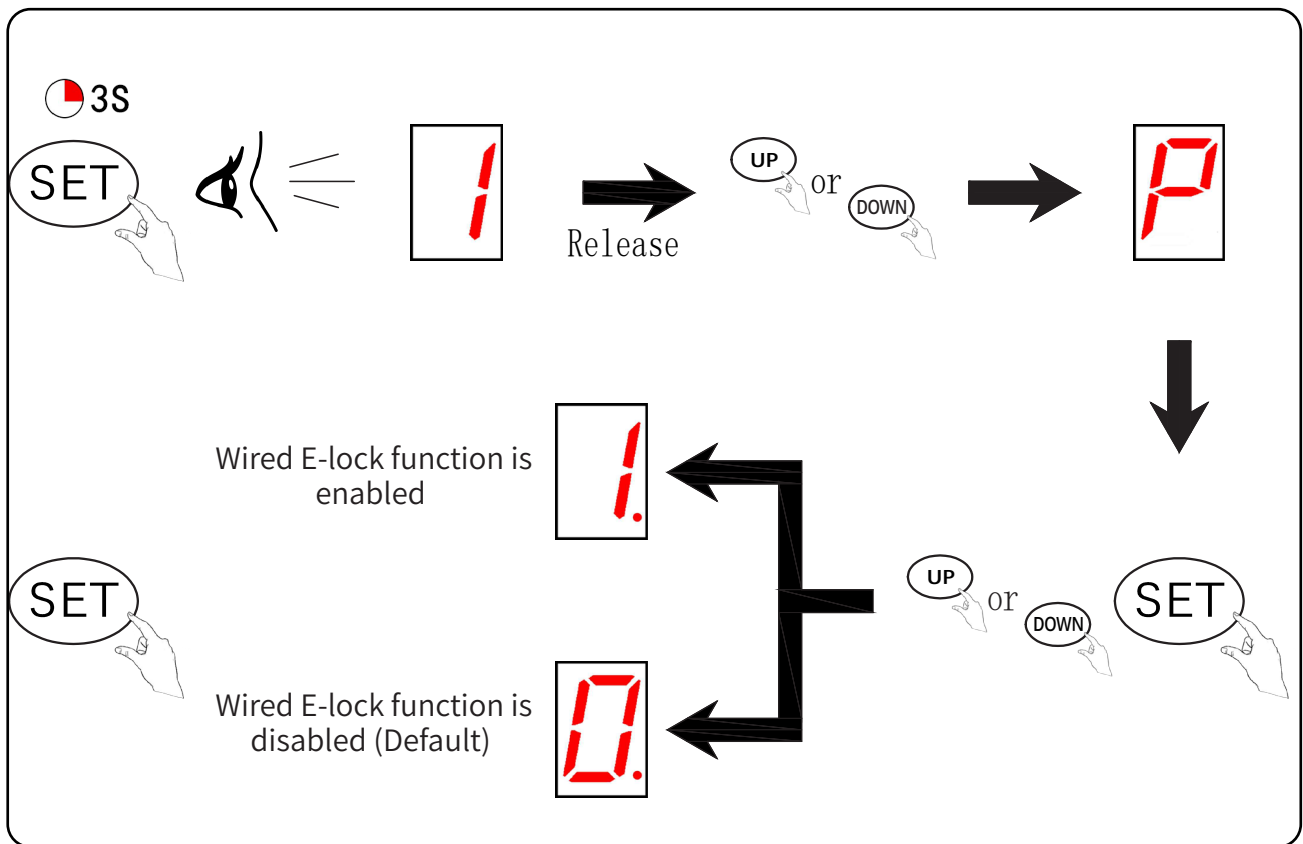 3S
SET
1
Release
UP
or
DOWN
P
Wired E-lock function is
enabled
1.
SET
Wired E-lock function is
disabled (Default)
0.
UP
or
DOWN
SET